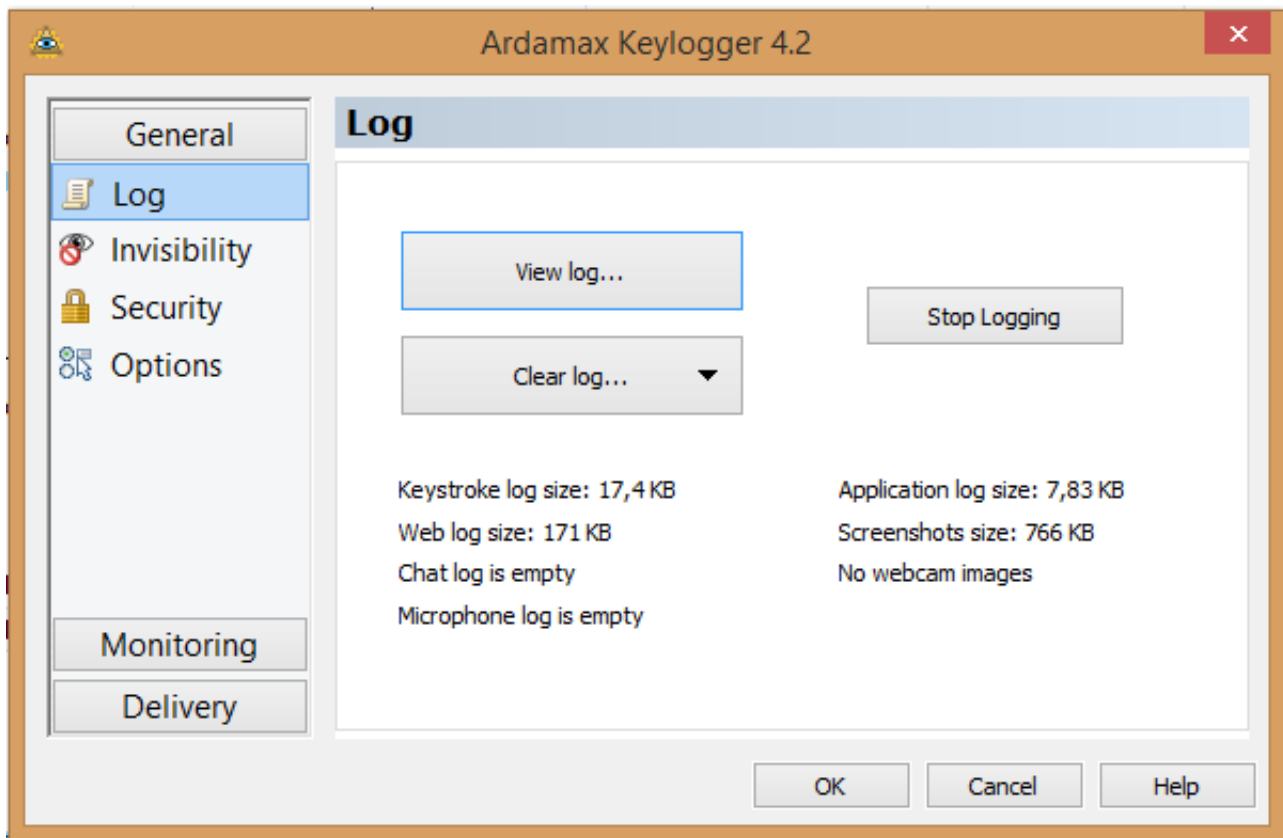 Ardamax Keylogger 4.2
General
Log
Invisibility
Security
Options
Monitoring
Delivery
Log
View log...
Clear log...
Stop Logging
Keystroke log size: 17,4 KB
Application log size: 7,83 KB
Web log size: 171 KB
Screenshots size: 766 KB
Chat log is empty
No webcam images
Microphone log is empty
OK
Cancel
Help